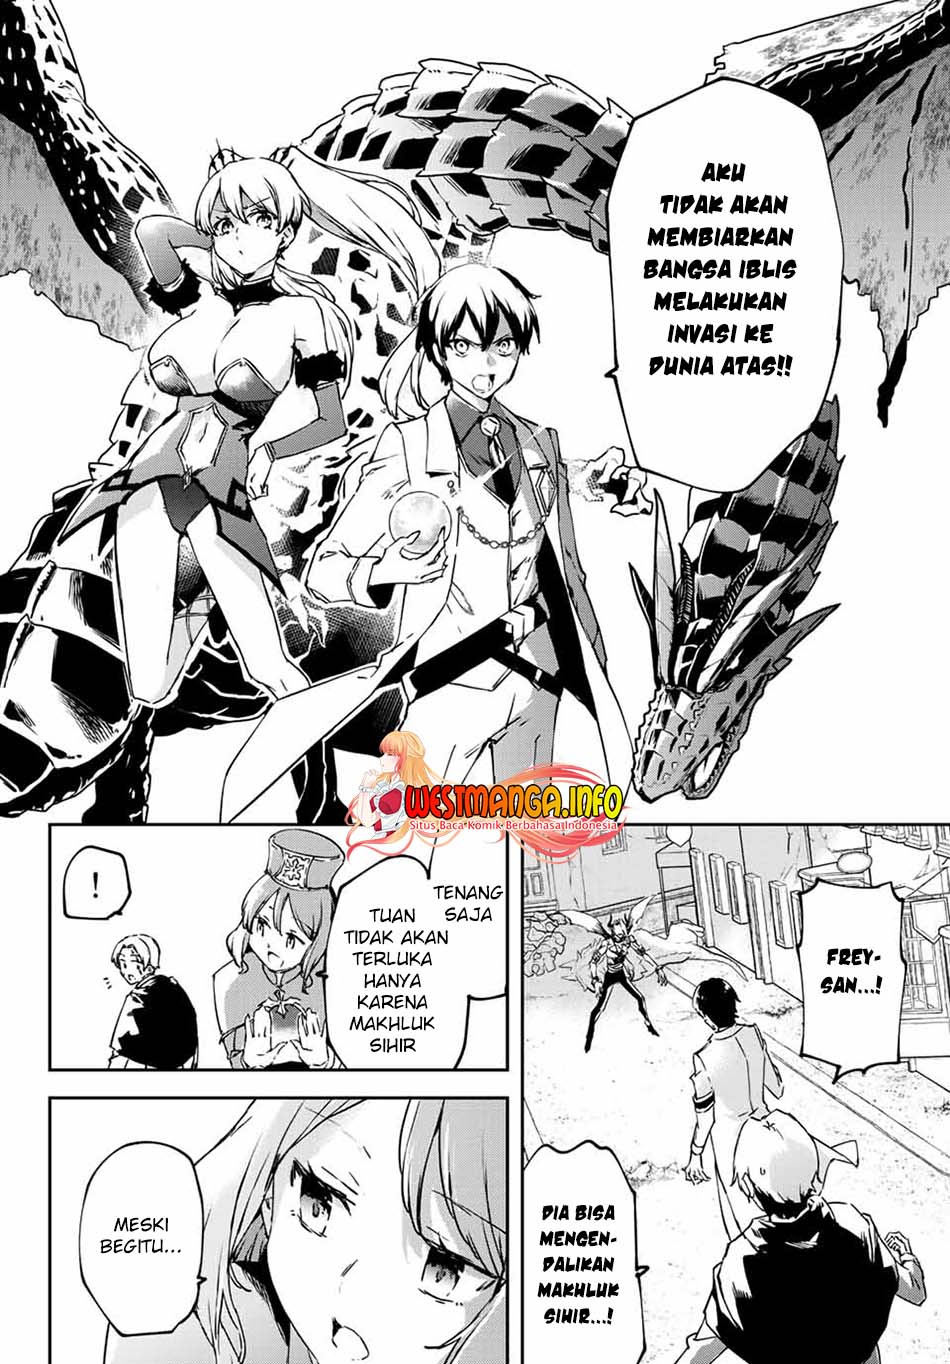 AKU
TIDAK AKAN
MEMBIARKAN
BANGSA IBLIS
MELAKUKAN
INVASI KE
DUNIA ATAS!!
WESTMANGA.INFO
Situs Baca Komik Berbahasa Indonesia
FREY-
SAN...!
DIA BISA
MENGEN-
DALIKAN
MAKHLUK
SIHIR...!
TENANG
SAJA
TUAN
TIDAK AKAN
TERLUKA
HANYA
KARENA
MAKHLUK
SIHIR
!
MESKI
BEGITU...